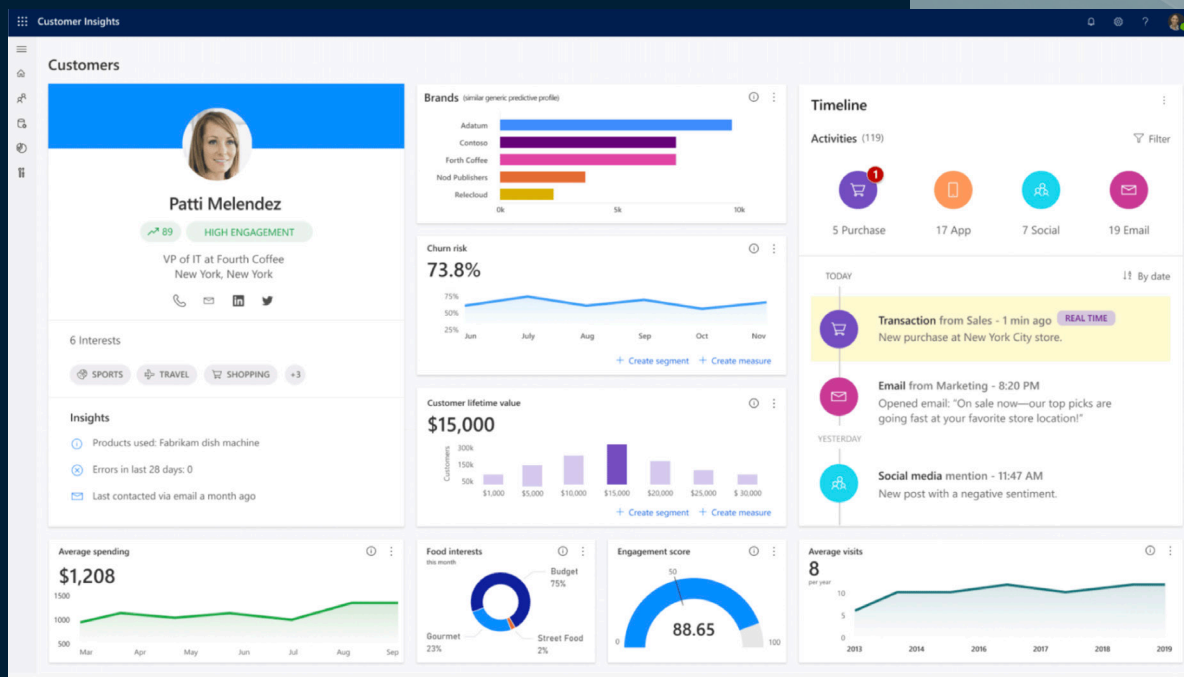 Customer Insights
?
Customers
Patti Melendez
89 HIGH ENGAGEMENT
VP of IT at Fourth Coffee
New York, New York
6 Interests
SPORTS TRAVEL SHOPPING +3
Insights
Products used: Fabrikam dish machine
Errors in last 28 days: 0
Last contacted via email a month ago
Brands (similar generic predictive profile)
Adatum
Contoso
Forth Coffee
Nod Publishers
Relecloud
0k 5k 10k
Churn risk
73.8%
75%
50%
25%
Jun July Aug Sep Oct Nov
+ Create segment + Create measure
Customer lifetime value
$15,000
Customers
300k
150k
50k
$1,000 $5,000 $10,000 $15,000 $20,000 $25,000 $ 30,000
+ Create segment + Create measure
Timeline
Activities (119) Filter
1
5 Purchase 17 App 7 Social 19 Email
TODAY By date
Transaction from Sales - 1 min ago REAL TIME
New purchase at New York City store.
Email from Marketing - 8:20 PM
Opened email: "On sale now—our top picks are
going fast at your favorite store location!"
YESTERDAY
Social media mention - 11:47 AM
New post with a negative sentiment.
Average spending
$1,208
1500
1000
500
Mar Apr May Jun Jul Aug Sep
Food interests
this month
Budget
75%
Gourmet
23%
Street Food
2%
Engagement score
50
88.65
0 100
Average visits
8
per year
10
5
0
2013 2014 2016 2017 2018 2019